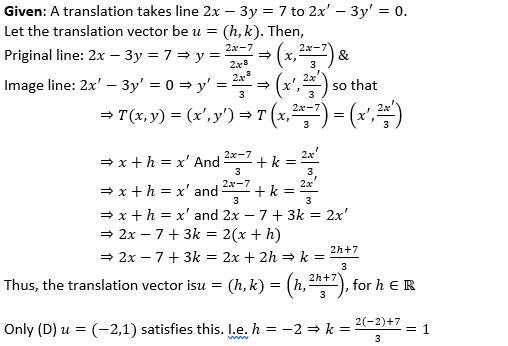 Given: A translation takes line 2x − 3y = 7 to 2x′ − 3y′ = 0.
Let the translation vector be u = (h, k). Then,
Priginal line: 2x − 3y = 7 ⇒ y = (2x−7)/(2x³) ⇒ (x, (2x−7)/3) &
Image line: 2x′ − 3y′ = 0 ⇒ y′ = (2x³)/3 ⇒ (x′, 2x′/3) so that
⇒ T(x, y) = (x′, y′) ⇒ T (x, (2x−7)/3) = (x′, 2x′/3)
⇒ x + h = x′ And (2x−7)/3 + k = 2x′/3
⇒ x + h = x′ and (2x−7)/3 + k = 2x′/3
⇒ x + h = x′ and 2x − 7 + 3k = 2x′
⇒ 2x − 7 + 3k = 2(x + h)
⇒ 2x − 7 + 3k = 2x + 2h ⇒ k = (2h+7)/3
Thus, the translation vector isu = (h, k) = (h, (2h+7)/3), for h ∈ ℝ
Only (D) u = (−2,1) satisfies this. I.e. h = −2 ⇒ k = (2(−2)+7)/3 = 1